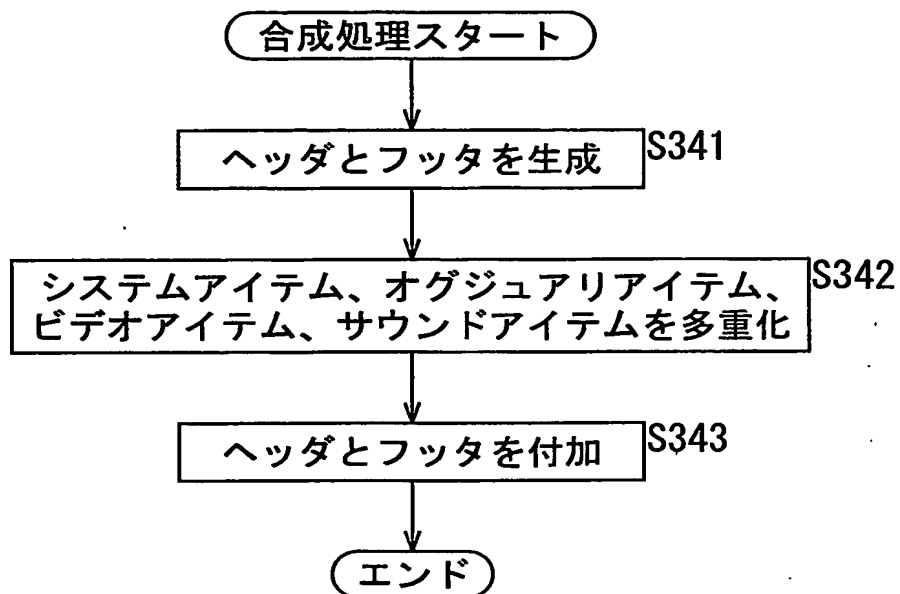 合成処理スタート
ヘッダとフッタを生成
S341
システムアイテム、オグジュアリアイテム、
ビデオアイテム、サウンドアイテムを多重化
S342
ヘッダとフッタを付加
S343
エンド